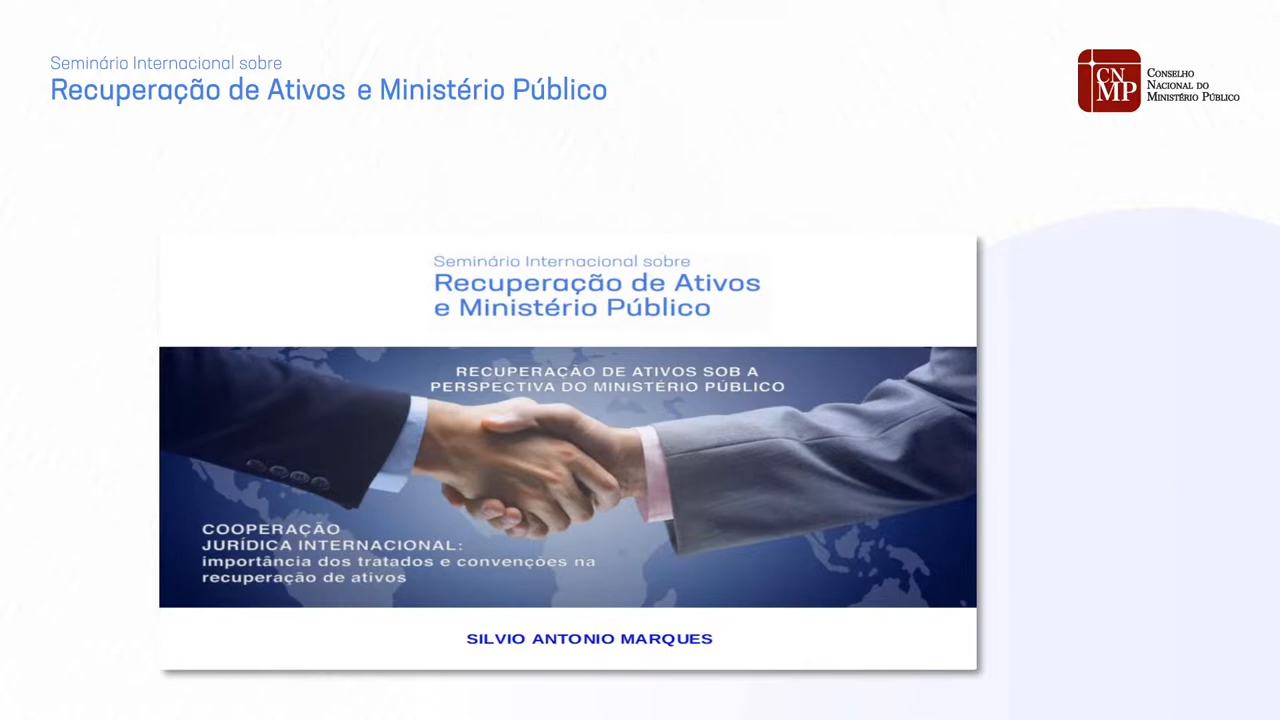 Seminário Internacional sobre
Recuperação de Ativos e Ministério Público
CN
MP
Conselho
Nacional do
Ministério Público
Seminário Internacional sobre
Recuperação de Ativos
e Ministério Público
RECUPERAÇÃO DE ATIVOS SOB A
PERSPECTIVA DO MINISTÉRIO PÚBLICO
COOPERAÇÃO
JURÍDICA INTERNACIONAL:
importância dos tratados e convenções na
recuperação de ativos
SILVIO ANTONIO MARQUES